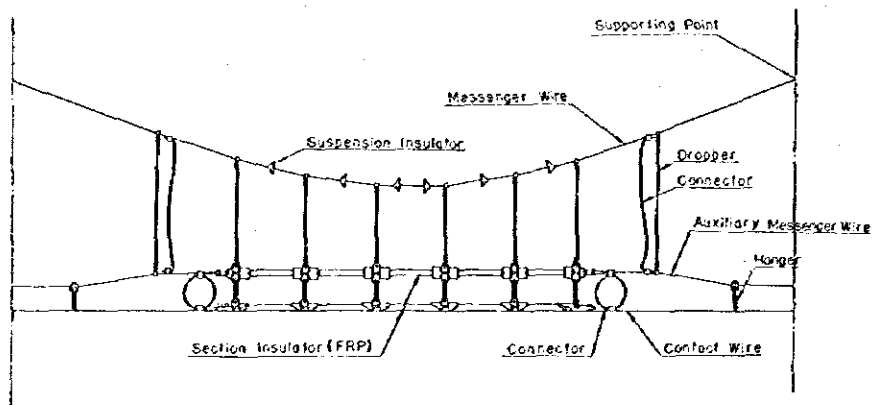 Supporting Point
Messenger Wire
Suspension Insulator
Dropper
Connector
Auxiliary Messenger Wire
Hanger
Section Insulator (FRP)
Connector
Contact Wire